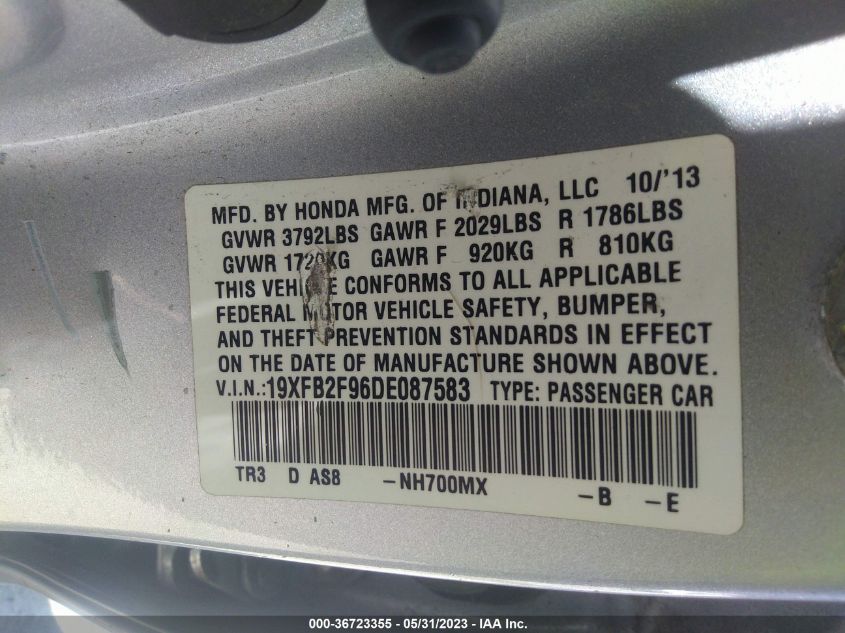 MFD. BY HONDA MFG. OF INDIANA, LLC 10/'13
GVWR 3792LBS GAWR F 2029LBS R 1786LBS
GVWR 1720KG GAWR F 920KG R 810KG
THIS VEHICLE CONFORMS TO ALL APPLICABLE
FEDERAL MOTOR VEHICLE SAFETY, BUMPER,
AND THEFT PREVENTION STANDARDS IN EFFECT
ON THE DATE OF MANUFACTURE SHOWN ABOVE.
V.I.N.:19XFB2F96DE087583 TYPE: PASSENGER CAR
TR3 D AS8 -NH700MX -B -E
000-36723355 - 05/31/2023 - IAA Inc.